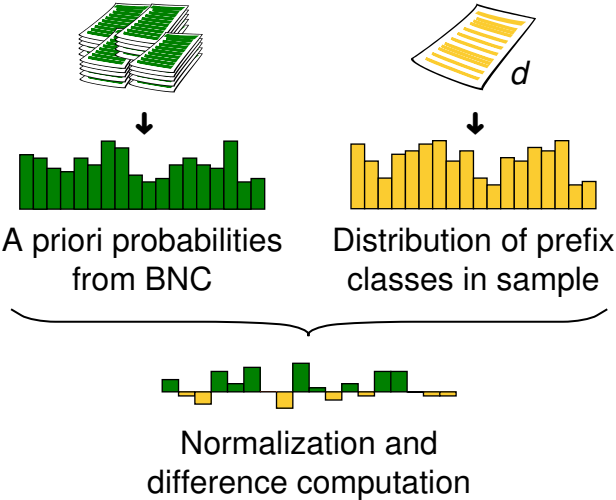 d
A priori probabilities
from BNC
Distribution of prefix
classes in sample
Normalization and
difference computation